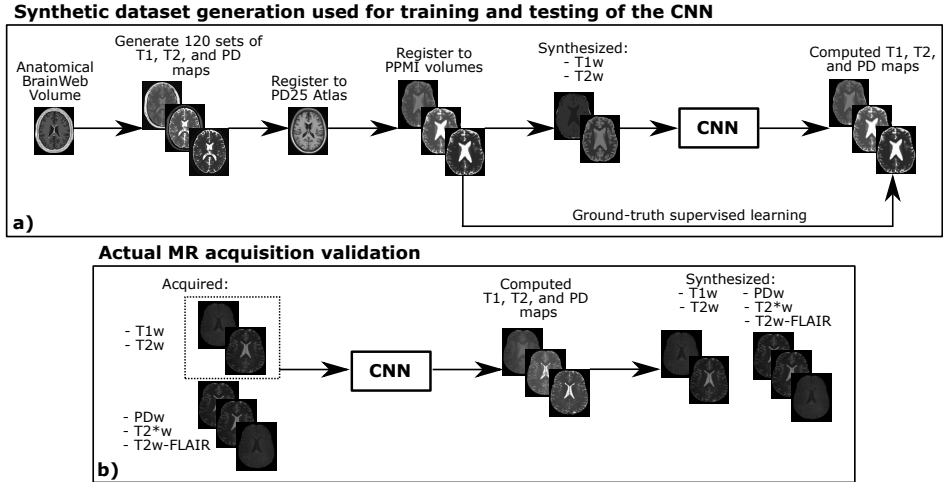 Synthetic dataset generation used for training and testing of the CNN
Anatomical
BrainWeb
Volume
Generate 120 sets of
T1, T2, and PD
maps
Register to
PD25 Atlas
Register to
PPMI volumes
Synthesized:
- T1w
- T2w
CNN
Computed T1, T2,
and PD maps
Ground-truth supervised learning
a)
Actual MR acquisition validation
Acquired:
- T1w
- T2w
- PDw
- T2*w
- T2w-FLAIR
CNN
Computed
T1, T2, and PD
maps
Synthesized:
- T1w
- T2w
- PDw
- T2*w
- T2w-FLAIR
b)